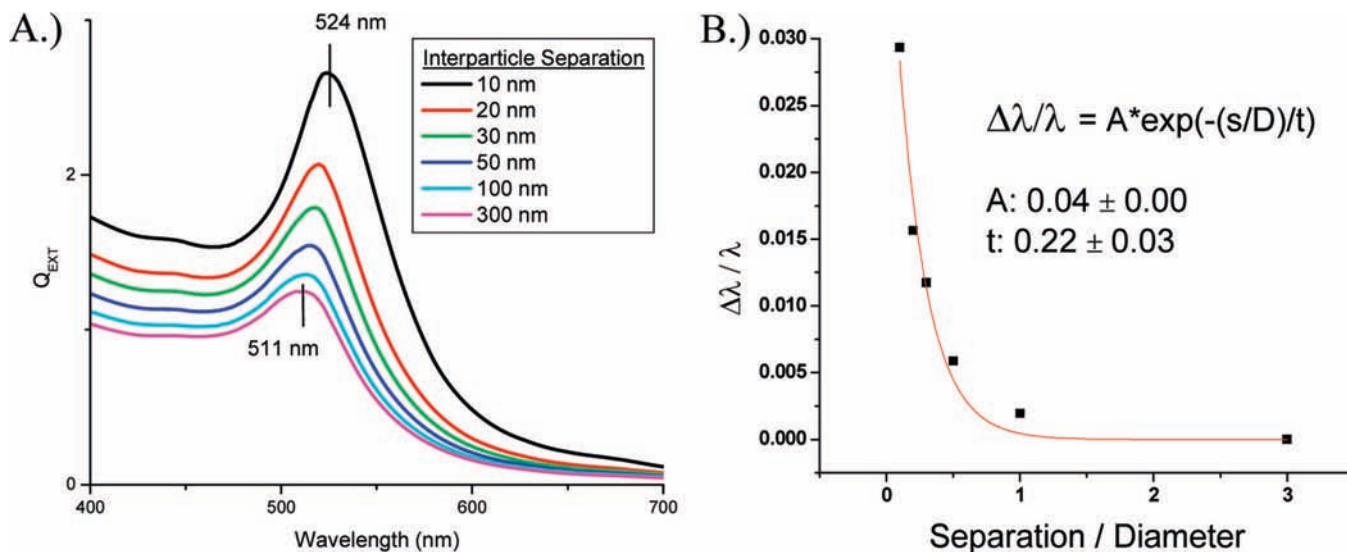 A.)
524 nm
Interparticle Separation
10 nm
20 nm
30 nm
50 nm
100 nm
300 nm
511 nm
2
0
Q_EXT
400
500
600
700
Wavelength (nm)
B.)
0.030
0.025
0.020
0.015
0.010
0.005
0.000
Δλ / λ
Δλ/λ = A*exp(-(s/D)/t)
A: 0.04 ± 0.00
t: 0.22 ± 0.03
0
1
2
3
Separation / Diameter